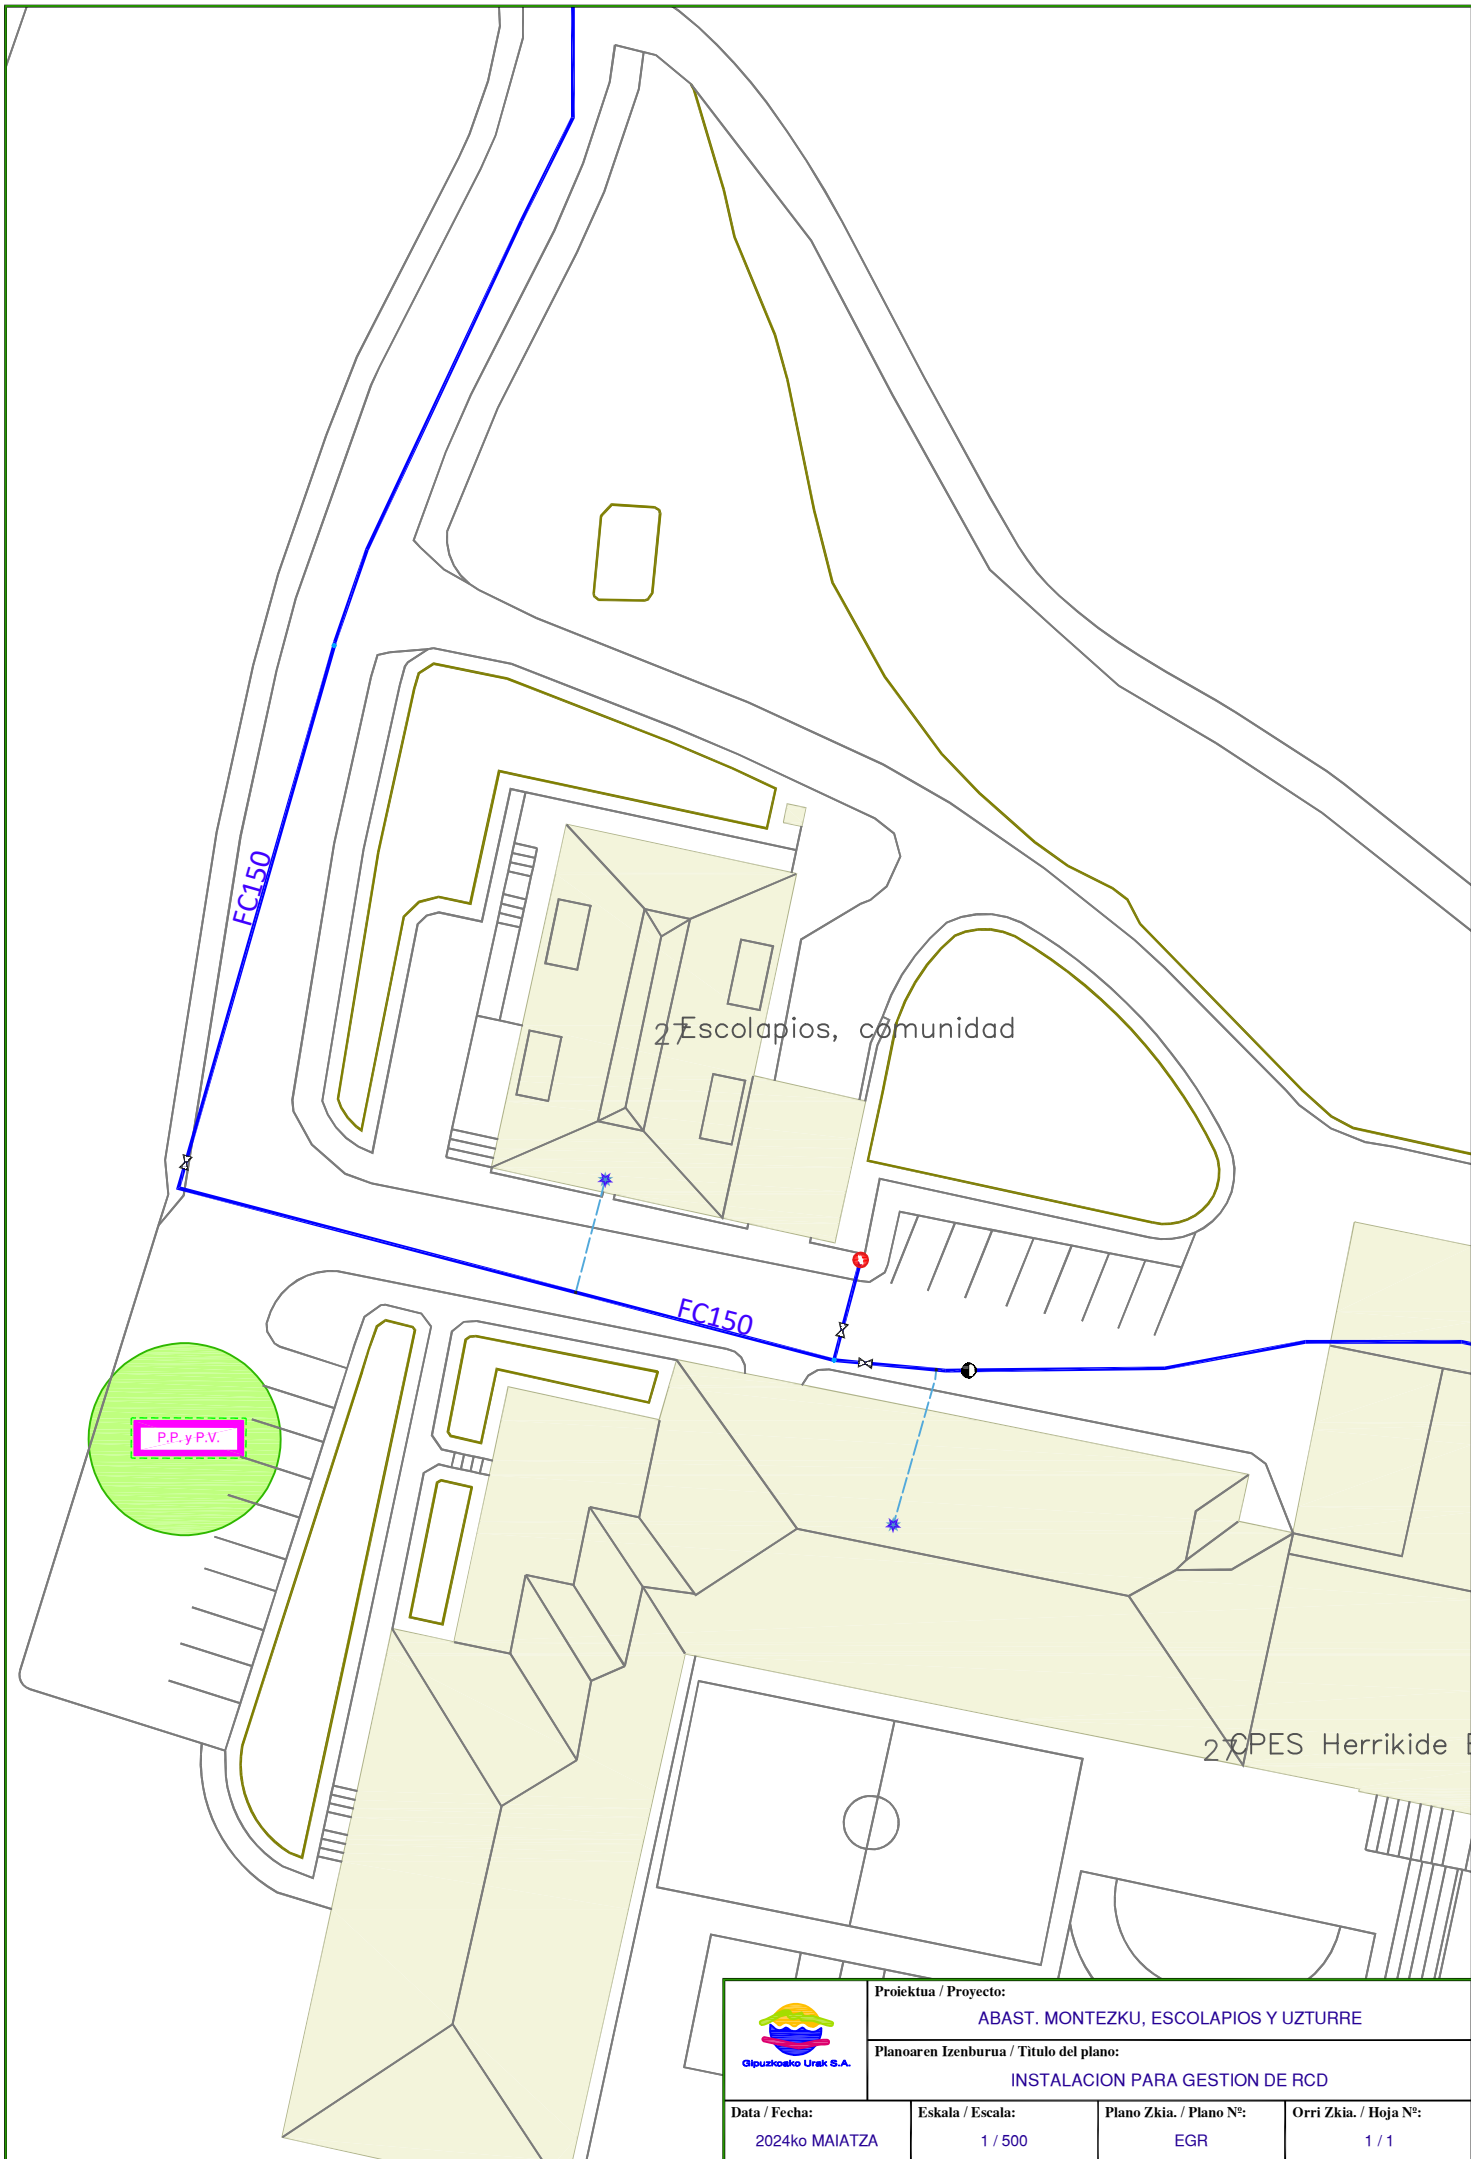 FC150
27 Escolapios, comunidad
FC150
P.P. y P.V.
27 CPES Herrikide
Gipuzkoako Urak S.A.
Proiektua / Proyecto:
ABAST. MONTEZKU, ESCOLAPIOS Y UZTURRE
Planoaren Izenburua / Titulo del plano:
INSTALACION PARA GESTION DE RCD
Data / Fecha:
2024ko MAIATZA
Eskala / Escala:
1 / 500
Plano Zkia. / Plano Nº:
EGR
Orri Zkia. / Hoja Nº:
1 / 1